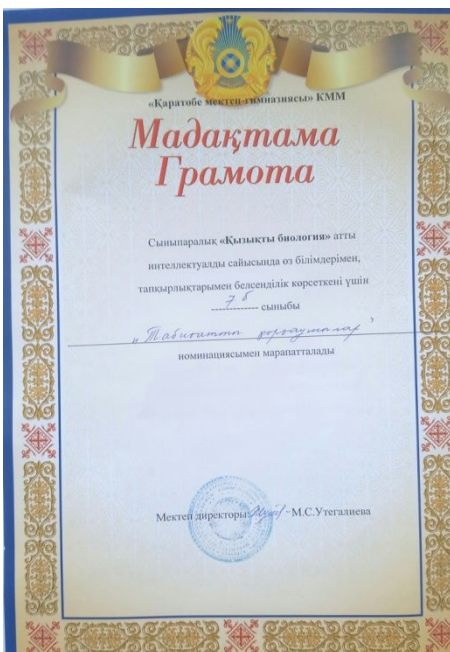 «Қаратөбе мектеп-гимназиясы» КММ
Мадақтама
Грамота
Сыныпаралық «Қызықты биология» атты
интеллектуалды сайысында өз білімдерімен,
тапқырлықтарымен белсенділік көрсеткені үшін
7 б сыныбы
"Табиғатты қорғаушылар"
номинациясымен марапатталады
Мектеп директоры: М.С.Утегалиева